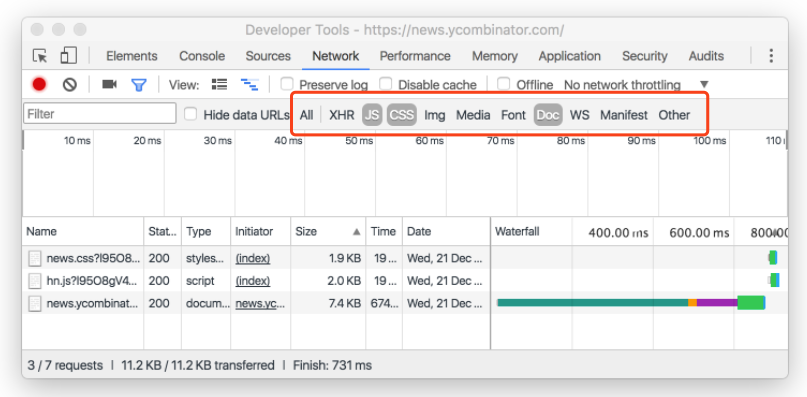 Developer Tools - https://news.ycombinator.com/
Elements Console Sources Network Performance Memory Application Security Audits
View: Preserve log Disable cache Offline No network throttling
Filter Hide data URLs All XHR JS CSS Img Media Font Doc WS Manifest Other
10 ms 20 ms 30 ms 40 ms 50 ms 60 ms 70 ms 80 ms 90 ms 100 ms 110
Name Stat... Type Initiator Size Time Date Waterfall 400.00 ms 600.00 ms 800.00
news.css?l95O8... 200 styles... (index) 1.9 KB 19 ... Wed, 21 Dec ...
hn.js?l95O8gV4... 200 script (index) 2.0 KB 19 ... Wed, 21 Dec ...
news.ycombinat... 200 docum... news.yc... 7.4 KB 674... Wed, 21 Dec ...
3 / 7 requests | 11.2 KB / 11.2 KB transferred | Finish: 731 ms